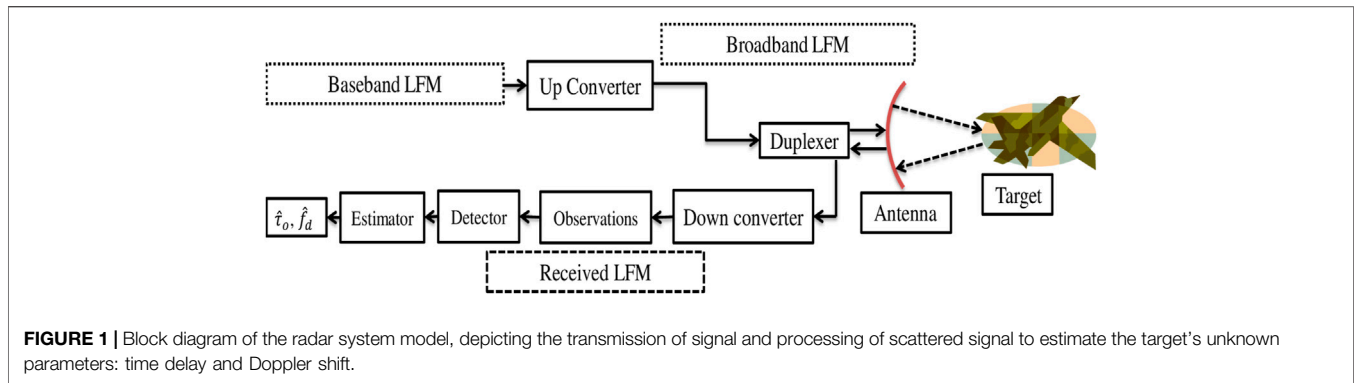 Broadband LFM
Baseband LFM
Up Converter
Duplexer
Target
Antenna
τ̂ₒ, f̂_d
Estimator
Detector
Observations
Down converter
Received LFM
FIGURE 1 | Block diagram of the radar system model, depicting the transmission of signal and processing of scattered signal to estimate the target's unknown
parameters: time delay and Doppler shift.